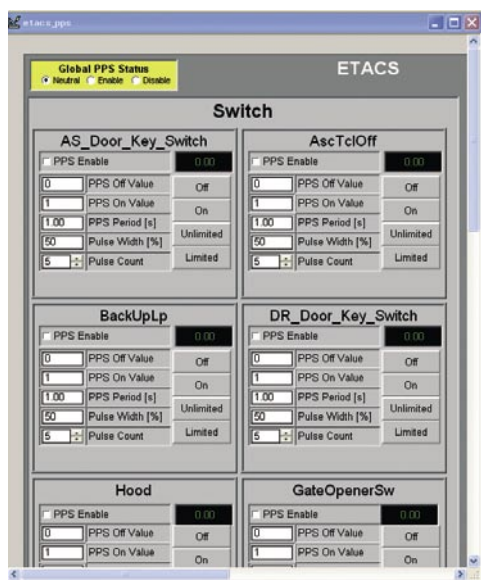 etacs_pps
Global PPS Status
Neutral Enable Disable
ETACS
Switch
AS_Door_Key_Switch
PPS Enable 0.00
0 PPS Off Value Off
1 PPS On Value On
1.00 PPS Period [s] Unlimited
50 Pulse Width [%]
5 Pulse Count Limited
AscTclOff
PPS Enable 0.00
0 PPS Off Value Off
1 PPS On Value On
1.00 PPS Period [s] Unlimited
50 Pulse Width [%]
5 Pulse Count Limited
BackUpLp
PPS Enable 0.00
0 PPS Off Value Off
1 PPS On Value On
1.00 PPS Period [s] Unlimited
50 Pulse Width [%]
5 Pulse Count Limited
DR_Door_Key_Switch
PPS Enable 0.00
0 PPS Off Value Off
1 PPS On Value On
1.00 PPS Period [s] Unlimited
50 Pulse Width [%]
5 Pulse Count Limited
Hood
PPS Enable 0.00
0 PPS Off Value Off
1 PPS On Value On
GateOpenerSw
PPS Enable 0.00
0 PPS Off Value Off
1 PPS On Value On